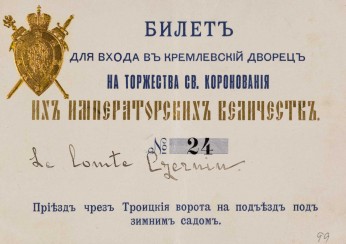 БИЛЕТЪ
ДЛЯ ВХОДА ВЪ КРЕМЛЕВСКІЙ ДВОРЕЦЪ
НА ТОРЖЕСТВА СВ. КОРОНОВАНІЯ
ИХЪ ИМПЕРАТОРСКИХЪ ВЕЛИЧЕСТВЪ.
№ 24
Le Comte Czernin.
Пріѣздъ чрезъ Троицкія ворота на подъѣздъ подъ
зимнимъ садомъ.
99